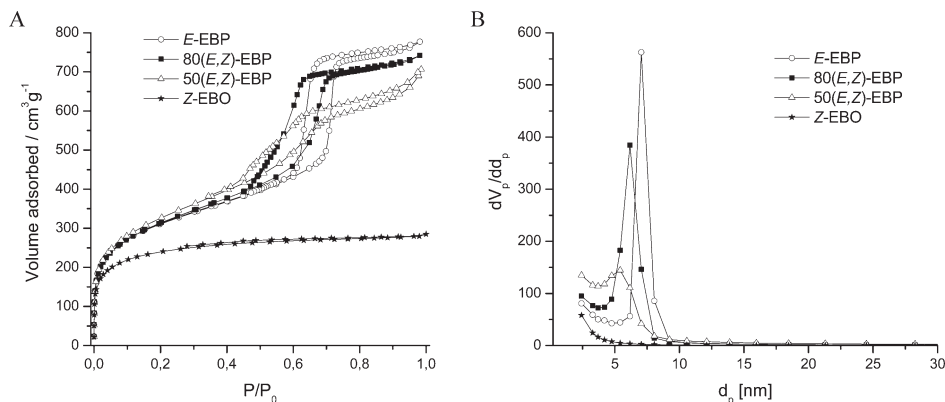 A
800
700
600
500
400
300
200
100
0
Volume adsorbed / cm³g⁻¹
E-EBP
80(E,Z)-EBP
50(E,Z)-EBP
Z-EBO
0,0 0,2 0,4 0,6 0,8 1,0
P/P₀
B
600
500
400
300
200
100
0
dVₚ/ddₚ
E-EBP
80(E,Z)-EBP
50(E,Z)-EBP
Z-EBO
0 5 10 15 20 25 30
dₚ [nm]